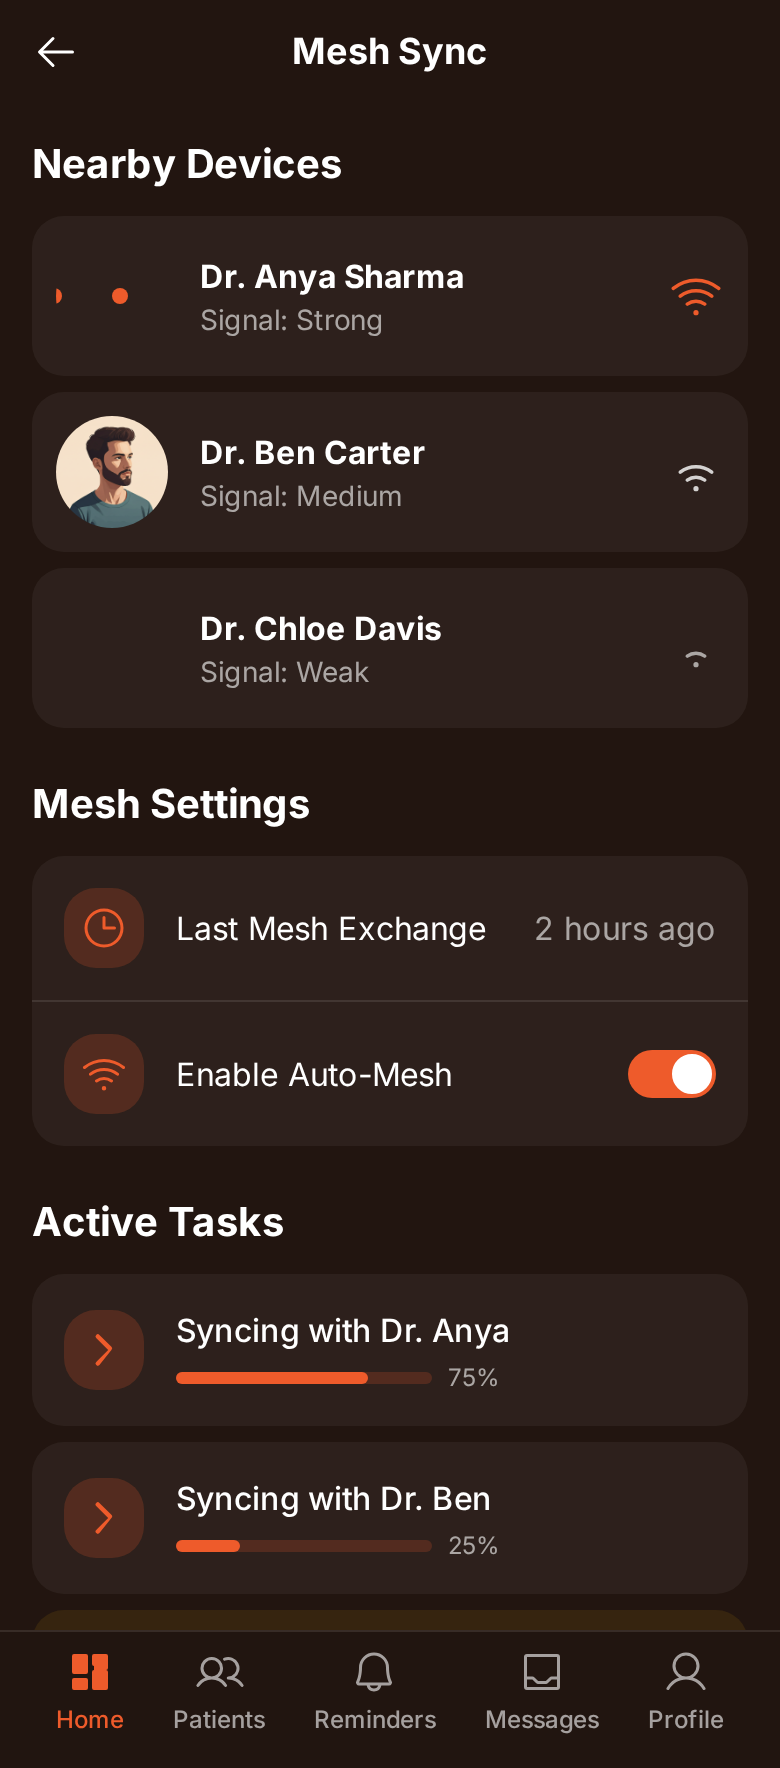 Mesh Sync
Nearby Devices
Dr. Anya Sharma
Signal: Strong
Dr. Ben Carter
Signal: Medium
Dr. Chloe Davis
Signal: Weak
Mesh Settings
Last Mesh Exchange 2 hours ago
Enable Auto-Mesh
Active Tasks
Syncing with Dr. Anya
75%
Syncing with Dr. Ben
25%
Home Patients Reminders Messages Profile